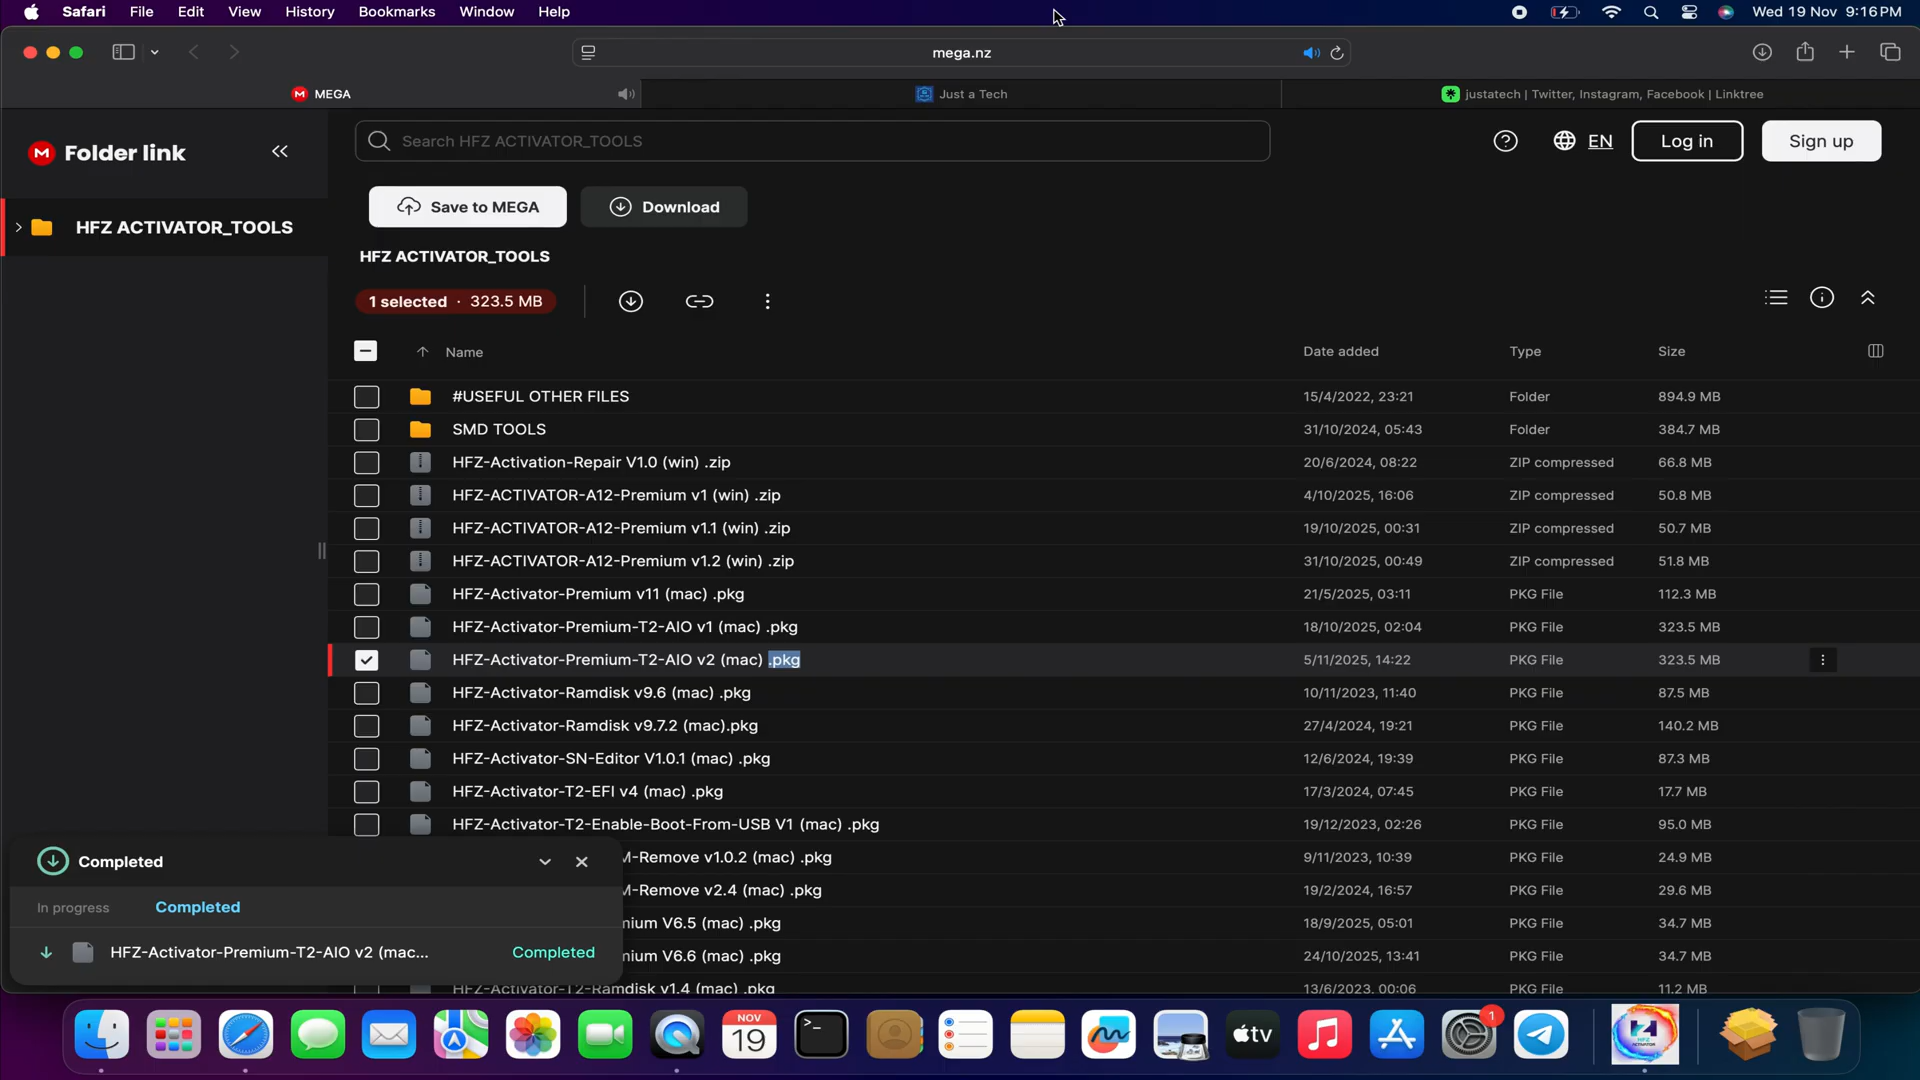 Safari File Edit View History Bookmarks Window Help Wed 19 Nov 9:16 PM
mega.nz
MEGA Just a Tech justatech | Twitter, Instagram, Facebook | Linktree
Folder link
Search HFZ ACTIVATOR_TOOLS
EN Log in Sign up
Save to MEGA Download
HFZ ACTIVATOR_TOOLS
HFZ ACTIVATOR_TOOLS
1 selected · 323.5 MB
Name Date added Type Size
#USEFUL OTHER FILES 15/4/2022, 23:21 Folder 894.9 MB
SMD TOOLS 31/10/2024, 05:43 Folder 384.7 MB
HFZ-Activation-Repair V1.0 (win) .zip 20/6/2024, 08:22 ZIP compressed 66.8 MB
HFZ-ACTIVATOR-A12-Premium v1 (win) .zip 4/10/2025, 16:06 ZIP compressed 50.8 MB
HFZ-ACTIVATOR-A12-Premium v1.1 (win) .zip 19/10/2025, 00:31 ZIP compressed 50.7 MB
HFZ-ACTIVATOR-A12-Premium v1.2 (win) .zip 31/10/2025, 00:49 ZIP compressed 51.8 MB
HFZ-Activator-Premium v11 (mac) .pkg 21/5/2025, 03:11 PKG File 112.3 MB
HFZ-Activator-Premium-T2-AIO v1 (mac) .pkg 18/10/2025, 02:04 PKG File 323.5 MB
HFZ-Activator-Premium-T2-AIO v2 (mac) .pkg 5/11/2025, 14:22 PKG File 323.5 MB
HFZ-Activator-Ramdisk v9.6 (mac) .pkg 10/11/2023, 11:40 PKG File 87.5 MB
HFZ-Activator-Ramdisk v9.7.2 (mac).pkg 27/4/2024, 19:21 PKG File 140.2 MB
HFZ-Activator-SN-Editor V1.0.1 (mac) .pkg 12/6/2024, 19:39 PKG File 87.3 MB
HFZ-Activator-T2-EFI v4 (mac) .pkg 17/3/2024, 07:45 PKG File 17.7 MB
HFZ-Activator-T2-Enable-Boot-From-USB V1 (mac) .pkg 19/12/2023, 02:26 PKG File 95.0 MB
M-Remove v1.0.2 (mac) .pkg 9/11/2023, 10:39 PKG File 24.9 MB
M-Remove v2.4 (mac) .pkg 19/2/2024, 16:57 PKG File 29.6 MB
nium V6.5 (mac) .pkg 18/9/2025, 05:01 PKG File 34.7 MB
nium V6.6 (mac) .pkg 24/10/2025, 13:41 PKG File 34.7 MB
HFZ-Activator-T2-Ramdisk v1.4 (mac) .pkg 13/6/2023, 00:06 PKG File 11.2 MB
Completed
In progress Completed
HFZ-Activator-Premium-T2-AIO v2 (mac... Completed
NOV
19
tv
1
HFZ
ACTIVATOR